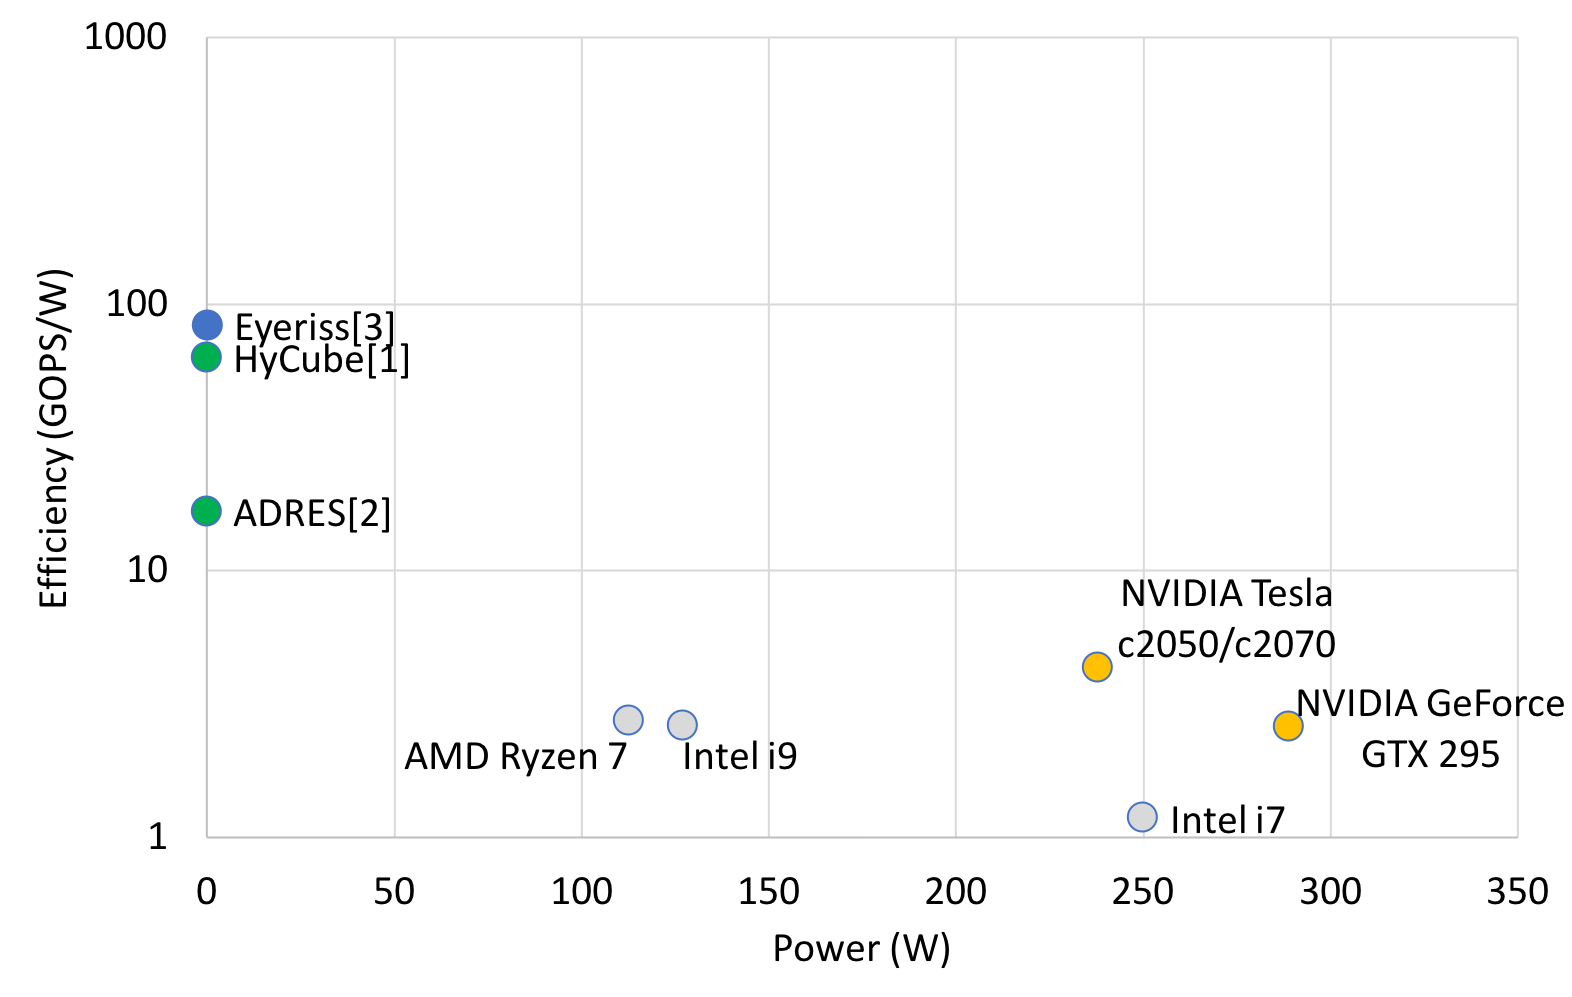 1000
100
10
1
Efficiency (GOPS/W)
Eyeriss[3]
HyCube[1]
ADRES[2]
NVIDIA Tesla
c2050/c2070
NVIDIA GeForce
GTX 295
AMD Ryzen 7
Intel i9
Intel i7
0 50 100 150 200 250 300 350
Power (W)